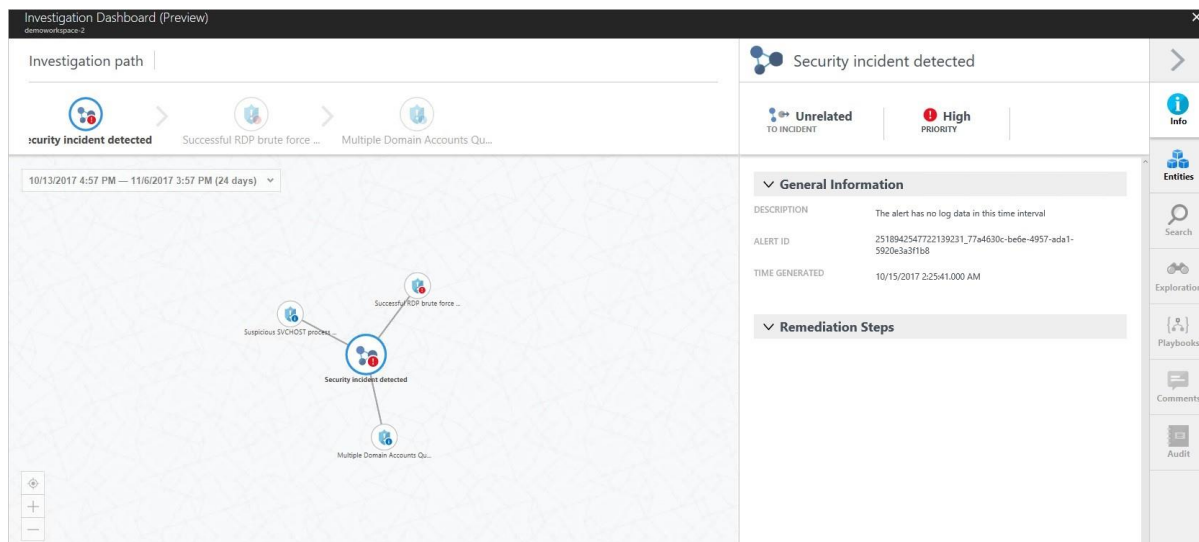 Investigation Dashboard (Preview)
demoworkspace-2
Investigation path
ecurity incident detected
Successful RDP brute force ...
Multiple Domain Accounts Qu...
10/13/2017 4:57 PM — 11/6/2017 3:57 PM (24 days)
Successful RDP brute force ...
Suspicious SVCHOST process ...
Security incident detected
Multiple Domain Accounts Qu...
Security incident detected
Unrelated
TO INCIDENT
High
PRIORITY
General Information
DESCRIPTION
The alert has no log data in this time interval
ALERT ID
2518942547722139231_77a4630c-be6e-4957-ada1-
5920e3a3f1b8
TIME GENERATED
10/15/2017 2:25:41.000 AM
Remediation Steps
Info
Entities
Search
Exploration
Playbooks
Comments
Audit